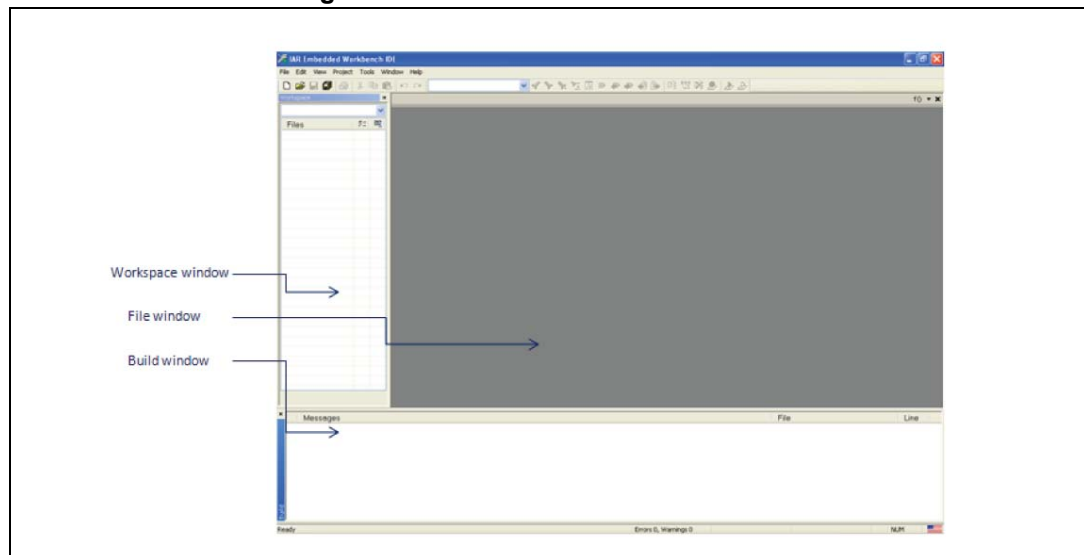 IAR Embedded Workbench IDE
File Edit View Project Tools Window Help
Workspace
Files
Workspace window
File window
Build window
Messages File Line
Ready Errors 0, Warnings 0 NUM